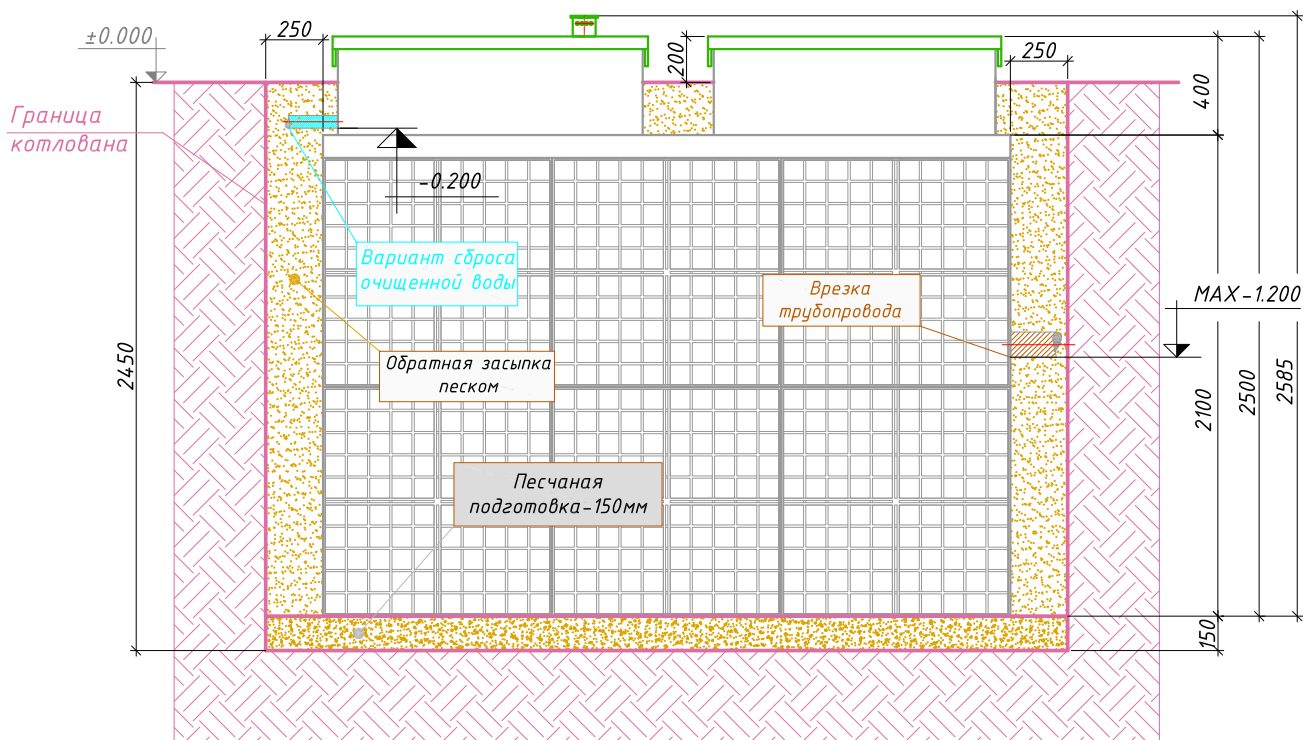 ±0.000
250
200
250
400
Граница
котлована
-0.200
Вариант сброса
очищенной воды
Врезка
трубопровода
MAX-1.200
Обратная засыпка
песком
2450
2100
2500
2585
Песчаная
подготовка-150мм
150